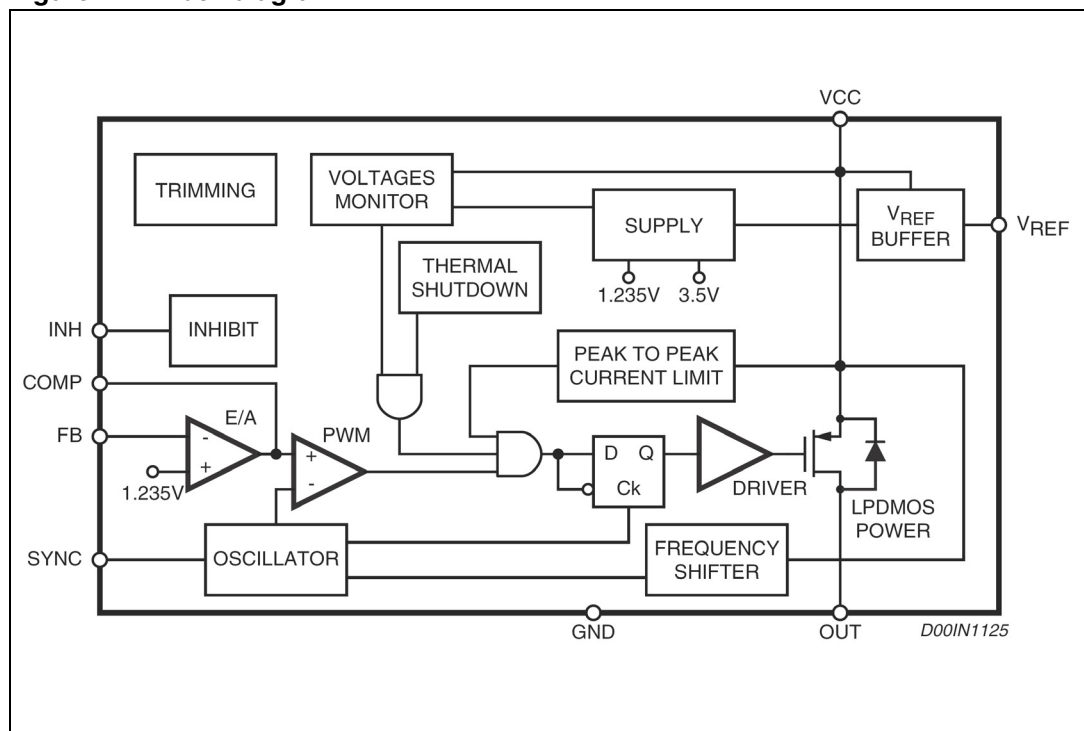 VCC
TRIMMING
VOLTAGES
MONITOR
SUPPLY
VREF
BUFFER
VREF
THERMAL
SHUTDOWN
1.235V
3.5V
INH
INHIBIT
PEAK TO PEAK
CURRENT LIMIT
COMP
E/A
FB
-
+
1.235V
PWM
+
-
D Q
Ck
DRIVER
LPDMOS
POWER
SYNC
OSCILLATOR
FREQUENCY
SHIFTER
GND
OUT
D00IN1125